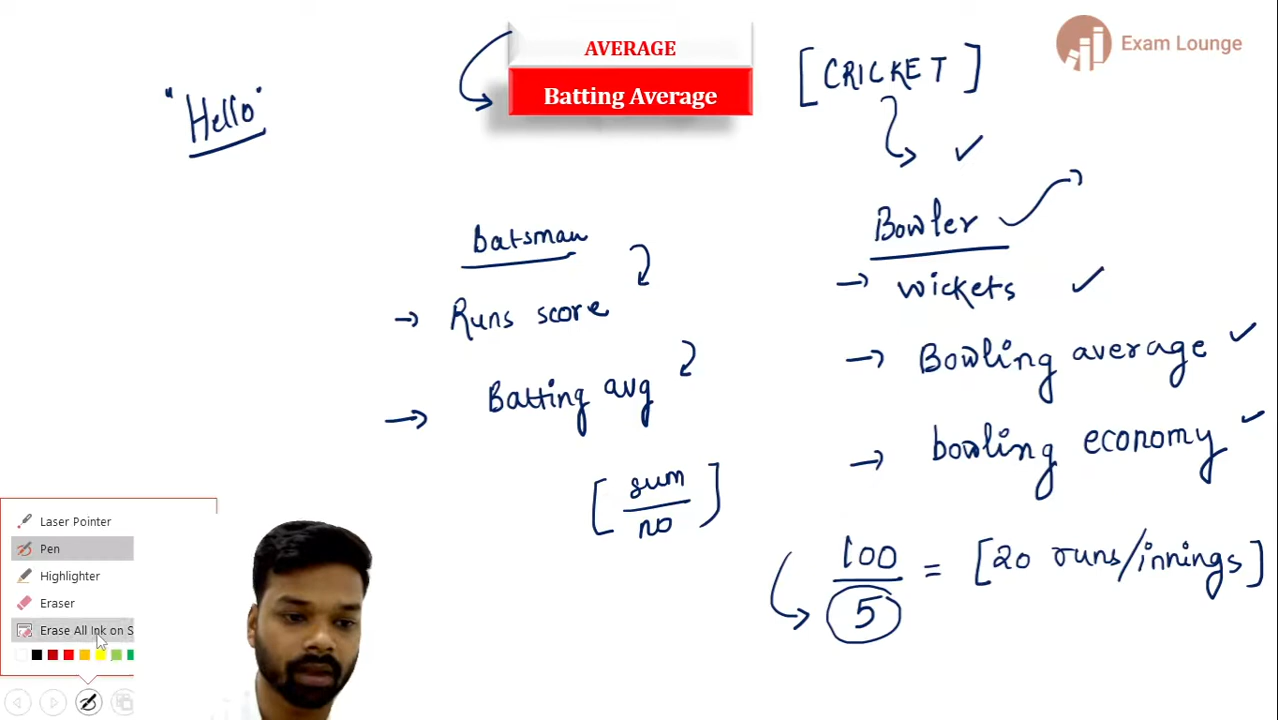 AVERAGE
Batting Average
Exam Lounge
[CRICKET]
"Hello"
Batsman
Runs score
Batting avg
[sum
no]
Bowler
wickets
Bowling average
bowling economy
100
5
= [20 runs/innings]
Laser Pointer
Pen
Highlighter
Eraser
Erase All Ink on S